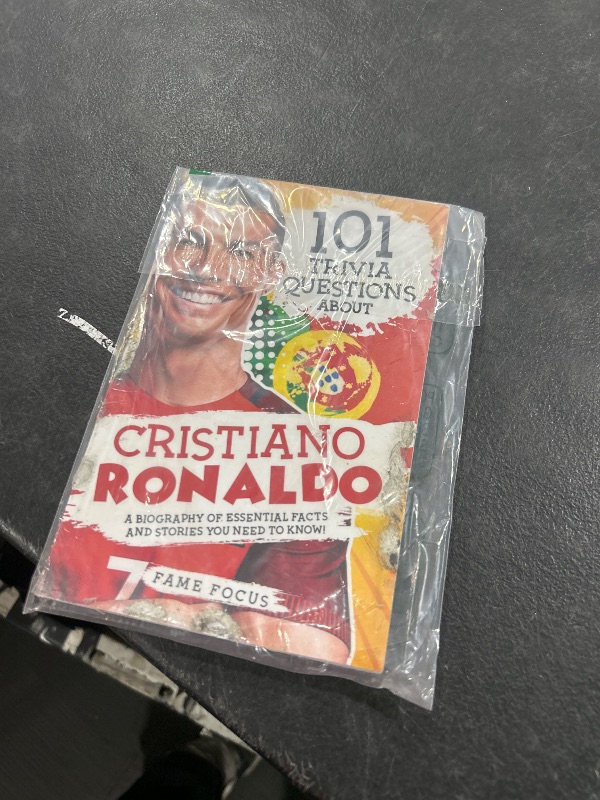 101
TRIVIA
QUESTIONS
ABOUT
CRISTIANO
RONALDO
A BIOGRAPHY OF ESSENTIAL FACTS
AND STORIES YOU NEED TO KNOW!
7
FAME FOCUS